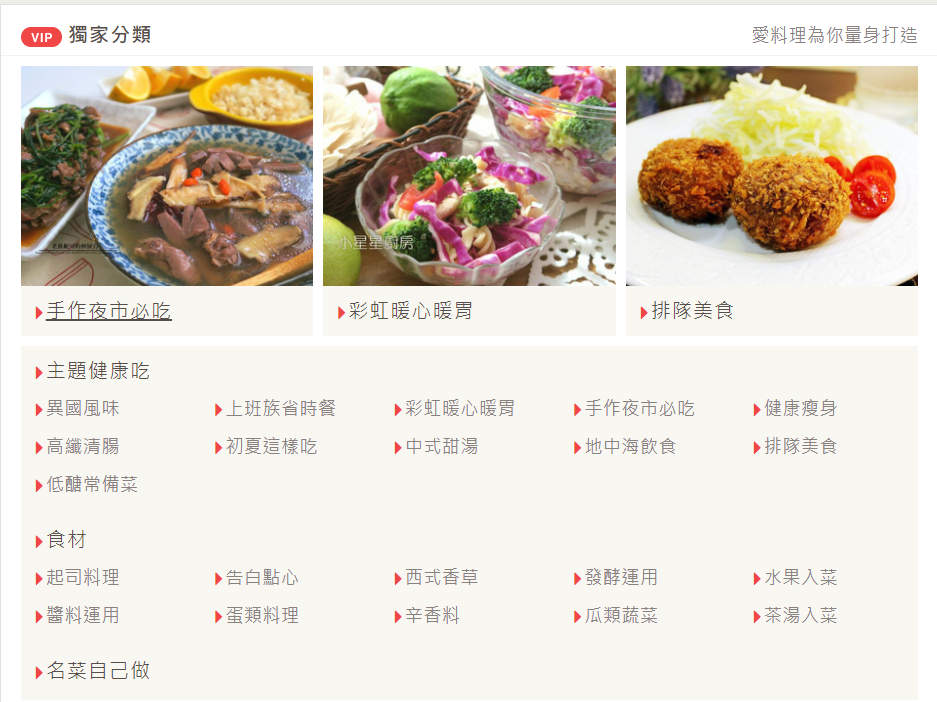 VIP 獨家分類 愛料理為你量身打造
小星星廚房
手作夜市必吃 彩虹暖心暖胃 排隊美食
主題健康吃
異國風味 上班族省時餐 彩虹暖心暖胃 手作夜市必吃 健康瘦身
高纖清腸 初夏這樣吃 中式甜湯 地中海飲食 排隊美食
低醣常備菜
食材
起司料理 告白點心 西式香草 發酵運用 水果入菜
醬料運用 蛋類料理 辛香料 瓜類蔬菜 茶湯入菜
名菜自己做